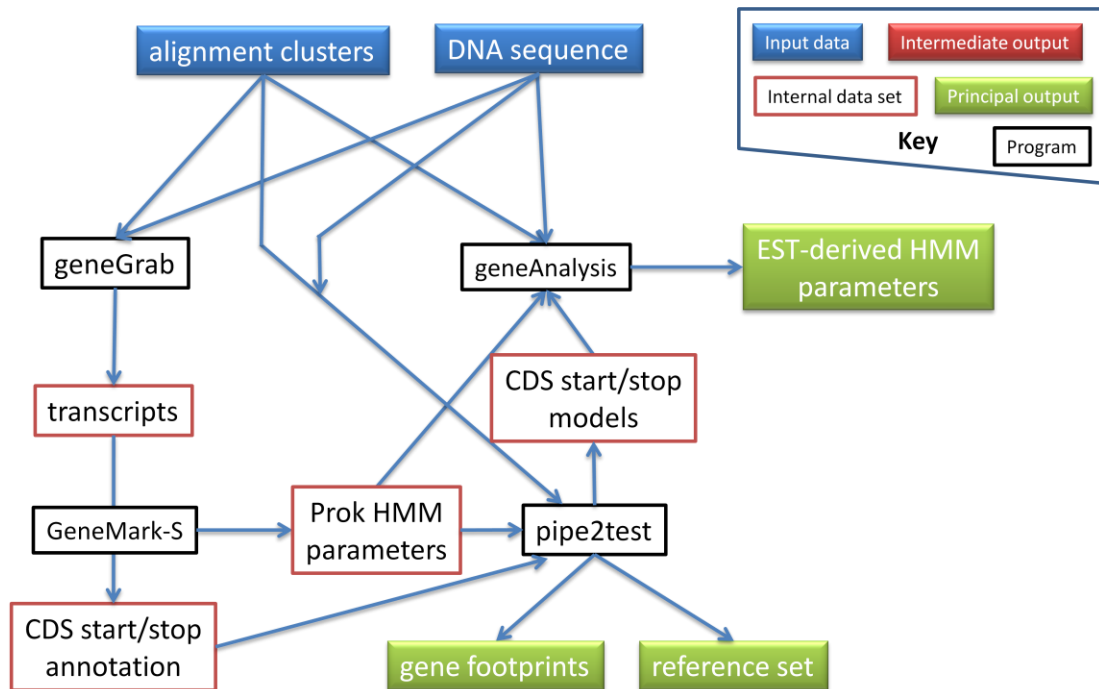 alignment clusters
DNA sequence
Input data
Intermediate output
Internal data set
Principal output
Key
Program
geneGrab
geneAnalysis
EST-derived HMM
parameters
transcripts
CDS start/stop
models
GeneMark-S
Prok HMM
parameters
pipe2test
CDS start/stop
annotation
gene footprints
reference set